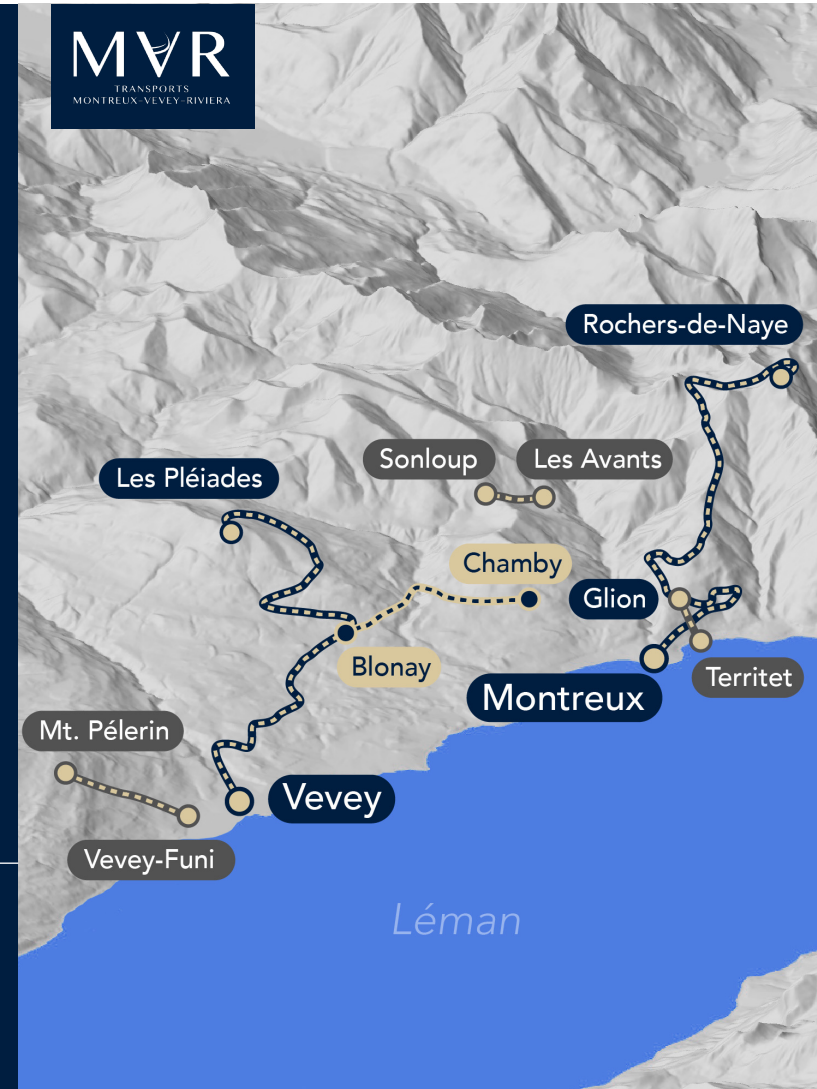 MVR
TRANSPORTS
MONTREUX-VEVEY-RIVIERA
Rochers-de-Naye
Sonloup
Les Avants
Les Pléiades
Chamby
Glion
Blonay
Territet
Montreux
Mt. Pélerin
Vevey
Vevey-Funi
Léman